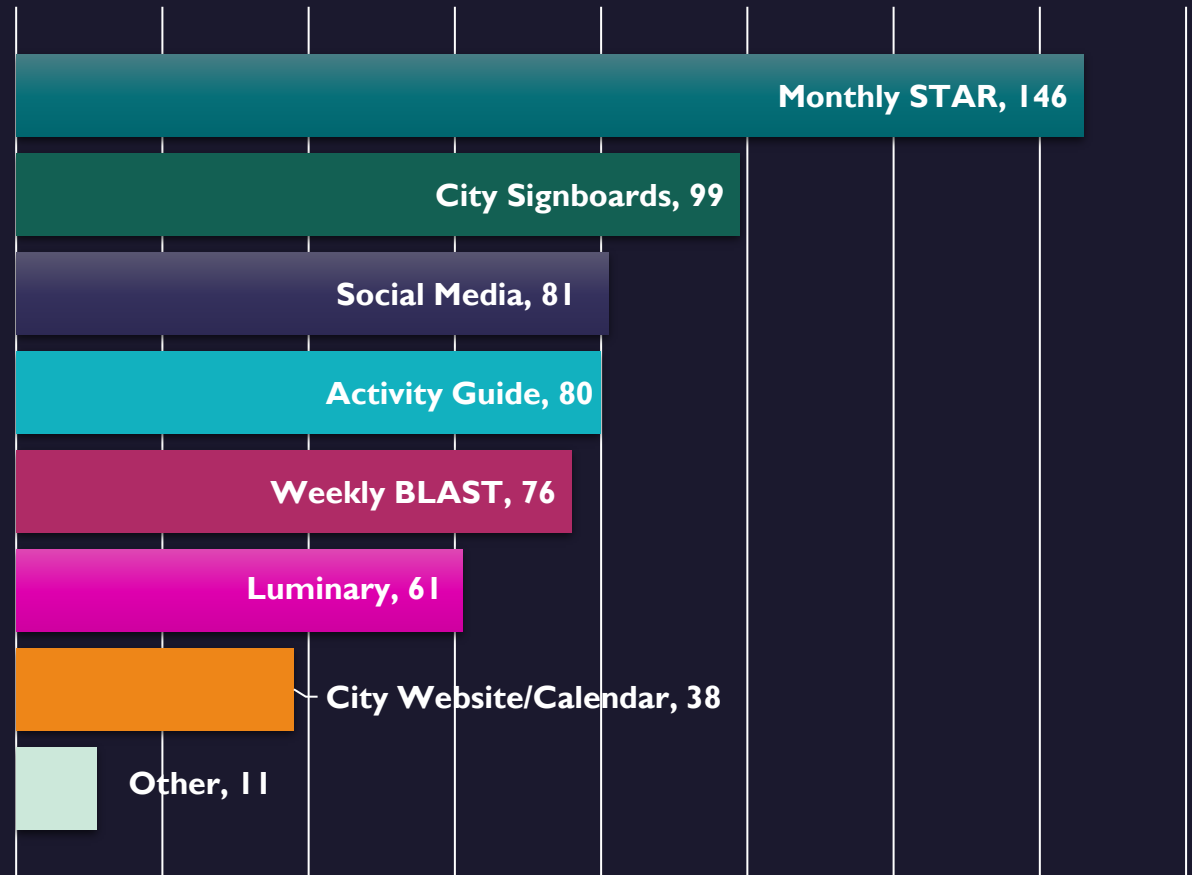 Monthly STAR, 146
City Signboards, 99
Social Media, 81
Activity Guide, 80
Weekly BLAST, 76
Luminary, 61
City Website/Calendar, 38
Other, 11